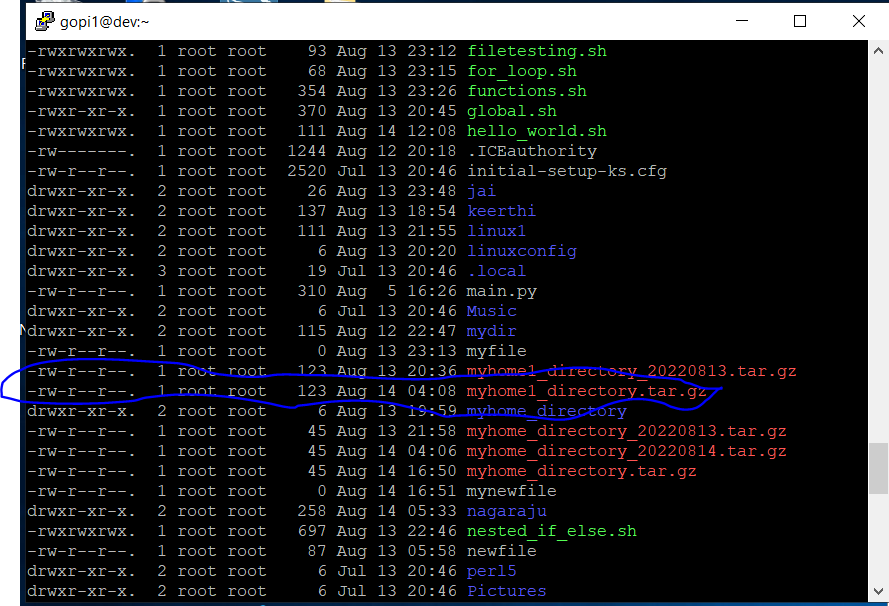 gopi1@dev:~
-rwxrwxrwx. 1 root root 93 Aug 13 23:12 filetesting.sh
-rwxrwxrwx. 1 root root 68 Aug 13 23:15 for_loop.sh
-rwxrwxrwx. 1 root root 354 Aug 13 23:26 functions.sh
-rwxr-xr-x. 1 root root 370 Aug 13 20:45 global.sh
-rwxrwxrwx. 1 root root 111 Aug 14 12:08 hello_world.sh
-rw-------. 1 root root 1244 Aug 12 20:18 .ICEauthority
-rw-r--r--. 1 root root 2520 Jul 13 20:46 initial-setup-ks.cfg
drwxr-xr-x. 2 root root 26 Aug 13 23:48 jai
drwxr-xr-x. 2 root root 137 Aug 13 18:54 keerthi
drwxr-xr-x. 2 root root 111 Aug 13 21:55 linux1
drwxr-xr-x. 2 root root 6 Aug 13 20:20 linuxconfig
drwxr-xr-x. 3 root root 19 Jul 13 20:46 .local
-rw-r--r--. 1 root root 310 Aug 5 16:26 main.py
drwxr-xr-x. 2 root root 6 Jul 13 20:46 Music
drwxr-xr-x. 2 root root 115 Aug 12 22:47 mydir
-rw-r--r--. 1 root root 0 Aug 13 23:13 myfile
-rw-r--r--. 1 root root 123 Aug 13 20:36 myhome1_directory_20220813.tar.gz
-rw-r--r--. 1 root root 123 Aug 14 04:08 myhome1_directory.tar.gz
drwxr-xr-x. 2 root root 6 Aug 13 19:59 myhome_directory
-rw-r--r--. 1 root root 45 Aug 13 21:58 myhome_directory_20220813.tar.gz
-rw-r--r--. 1 root root 45 Aug 14 04:06 myhome_directory_20220814.tar.gz
-rw-r--r--. 1 root root 45 Aug 14 16:50 myhome_directory.tar.gz
-rw-r--r--. 1 root root 0 Aug 14 16:51 mynewfile
drwxr-xr-x. 2 root root 258 Aug 14 05:33 nagaraju
-rwxrwxrwx. 1 root root 697 Aug 13 22:46 nested_if_else.sh
-rw-r--r--. 1 root root 87 Aug 13 05:58 newfile
drwxr-xr-x. 2 root root 6 Jul 13 20:46 perl5
drwxr-xr-x. 2 root root 6 Jul 13 20:46 Pictures